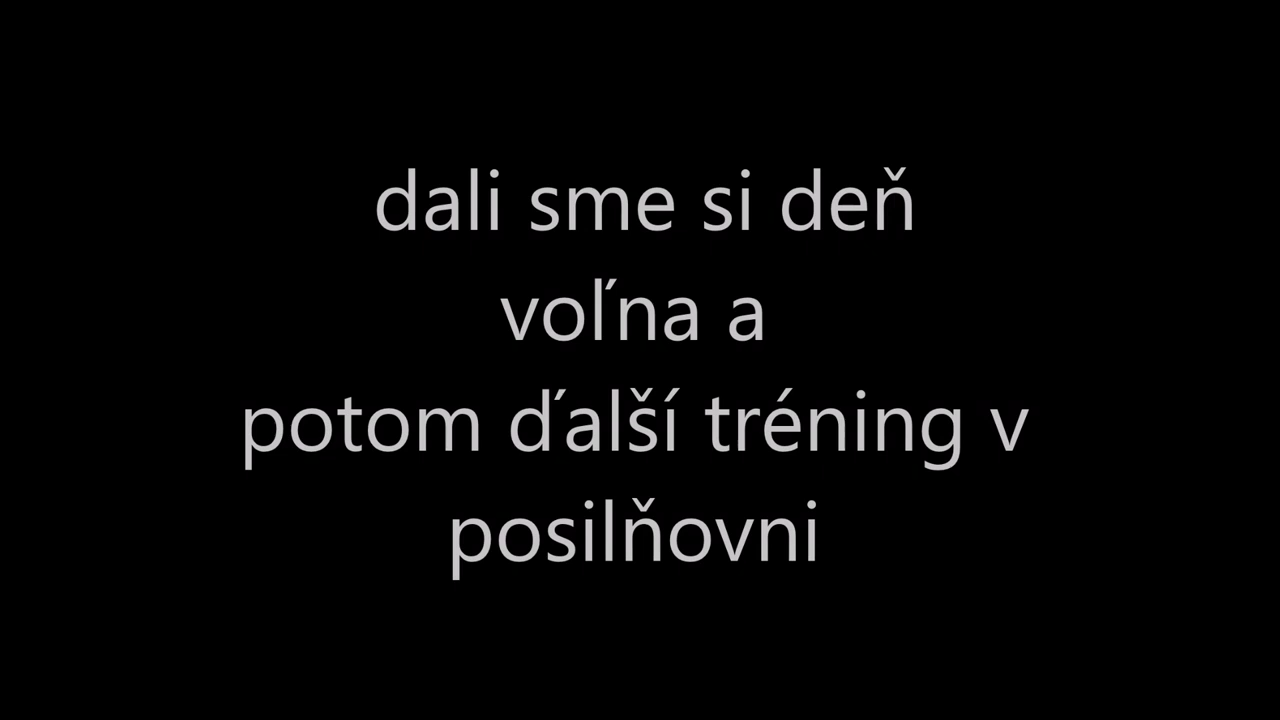 dali sme si deň
voľna a
potom ďalší tréning v
posilňovni